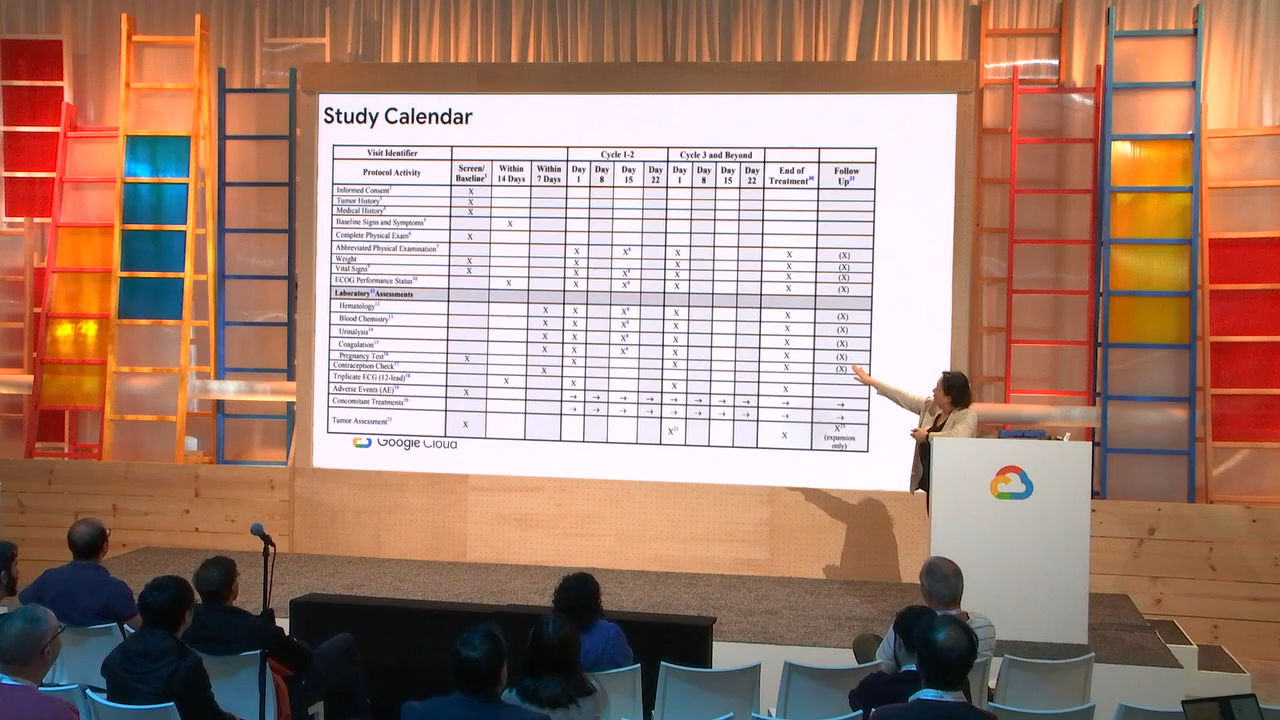 Study Calendar
Visit Identifier Cycle 1-2 Cycle 3 and Beyond
Protocol Activity Screen/ Baseline¹ Within 14 Days Within 7 Days Day 1 Day 8 Day 15 Day 22 Day 1 Day 8 Day 15 Day 22 End of Treatment²⁰ Follow Up²¹
Informed Consent X
Tumor History X
Medical History X
Baseline Signs and Symptoms X
Complete Physical Exam X
Abbreviated Physical Examination X X X X (X)
Weight X X X X (X)
Vital Signs X X X X X (X)
ECOG Performance Status X X X X X (X)
Laboratory Assessments
Hematology X X X X X (X)
Blood Chemistry X X X X X (X)
Urinalysis X X X X X (X)
Coagulation X X X X X (X)
Pregnancy Test X X X X (X)
Contraception Check X
Triplicate ECG (12-lead) X X X X
Adverse Events (AE) X → → → → → → → → → →
Concomitant Treatments → → → → → → → → → →
Tumor Assessment X X²¹ X X (expansion only)
Google Cloud